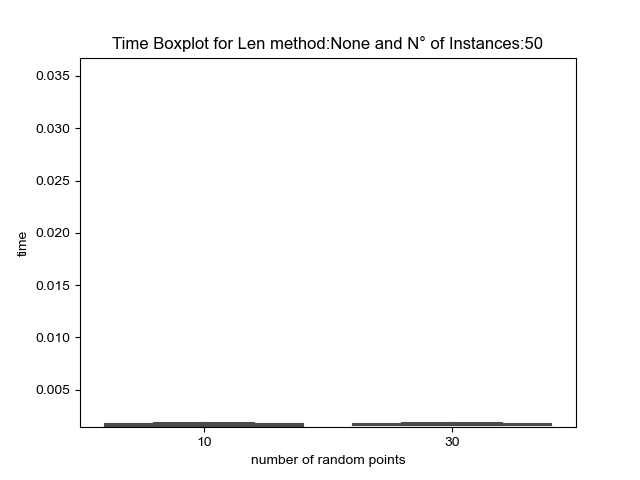 Time Boxplot for Len method:None and N° of Instances:50
0.035
0.030
0.025
0.020
0.015
0.010
0.005
time
10 30
number of random points